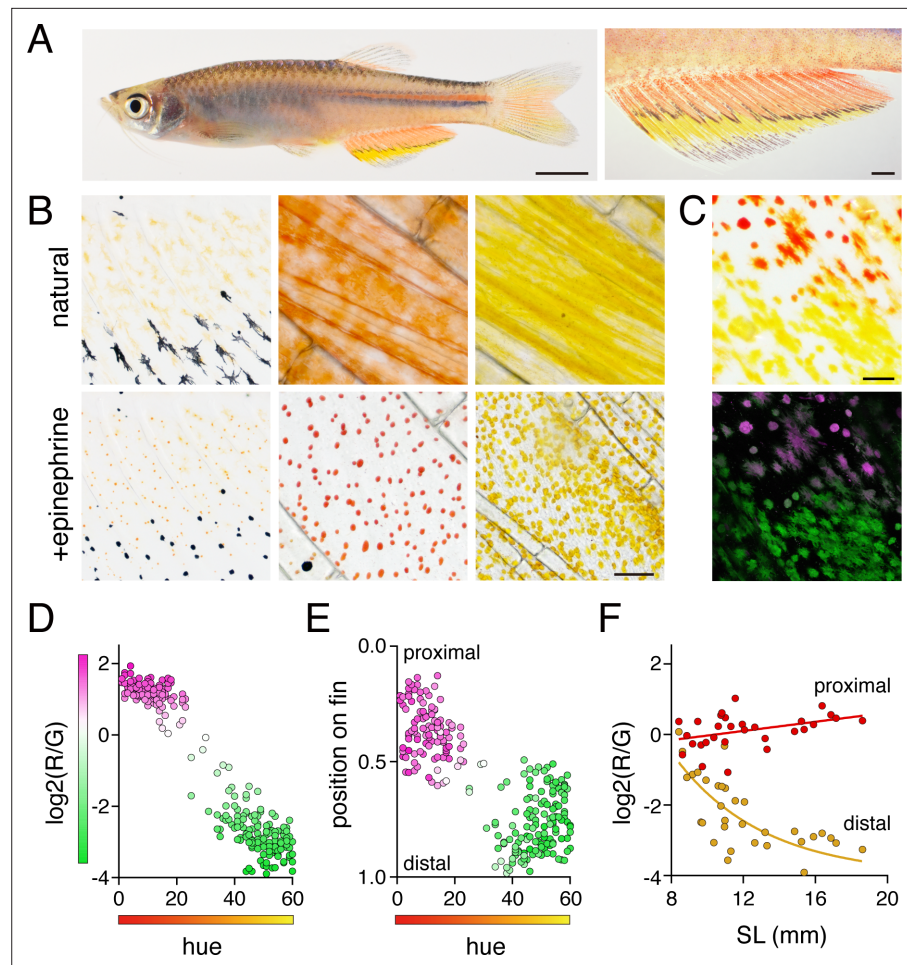 A
B
natural
+epinephrine
C
D
log2(R/G)
2
0
-2
-4
0 20 40 60
hue
E
position on fin
0.0
0.5
1.0
proximal
distal
0 20 40 60
hue
F
log2(R/G)
2
0
-2
-4
proximal
distal
8 12 16 20
SL (mm)